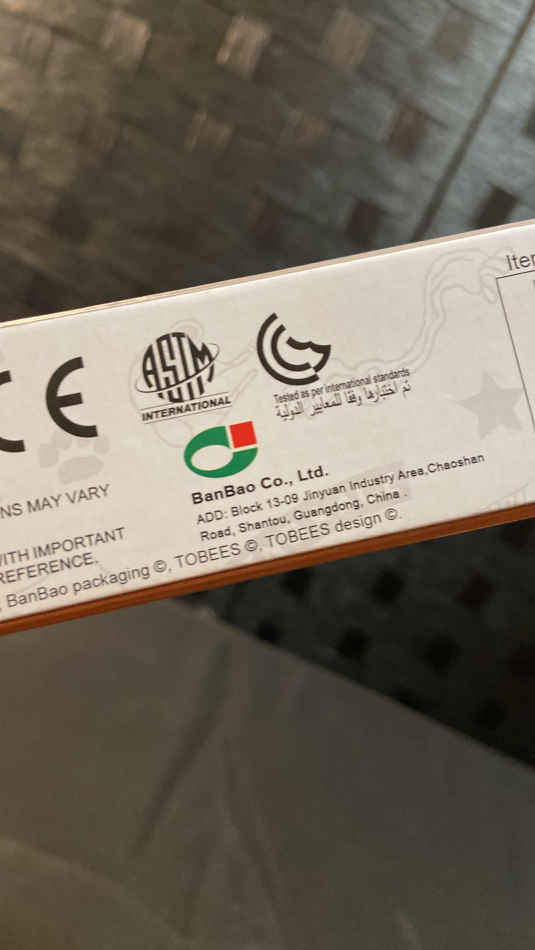 Iter
CE
ASTM
INTERNATIONAL
Tested as per international standards
تم اختبارها وفقا للمعايير الدولية
BanBao Co., Ltd.
ADD: Block 13-09 Jinyuan Industry Area,Chaoshan
Road, Shantou, Guangdong, China .
NS MAY VARY
WITH IMPORTANT
REFERENCE.
BanBao packaging ©, TOBEES ©, TOBEES design ©.